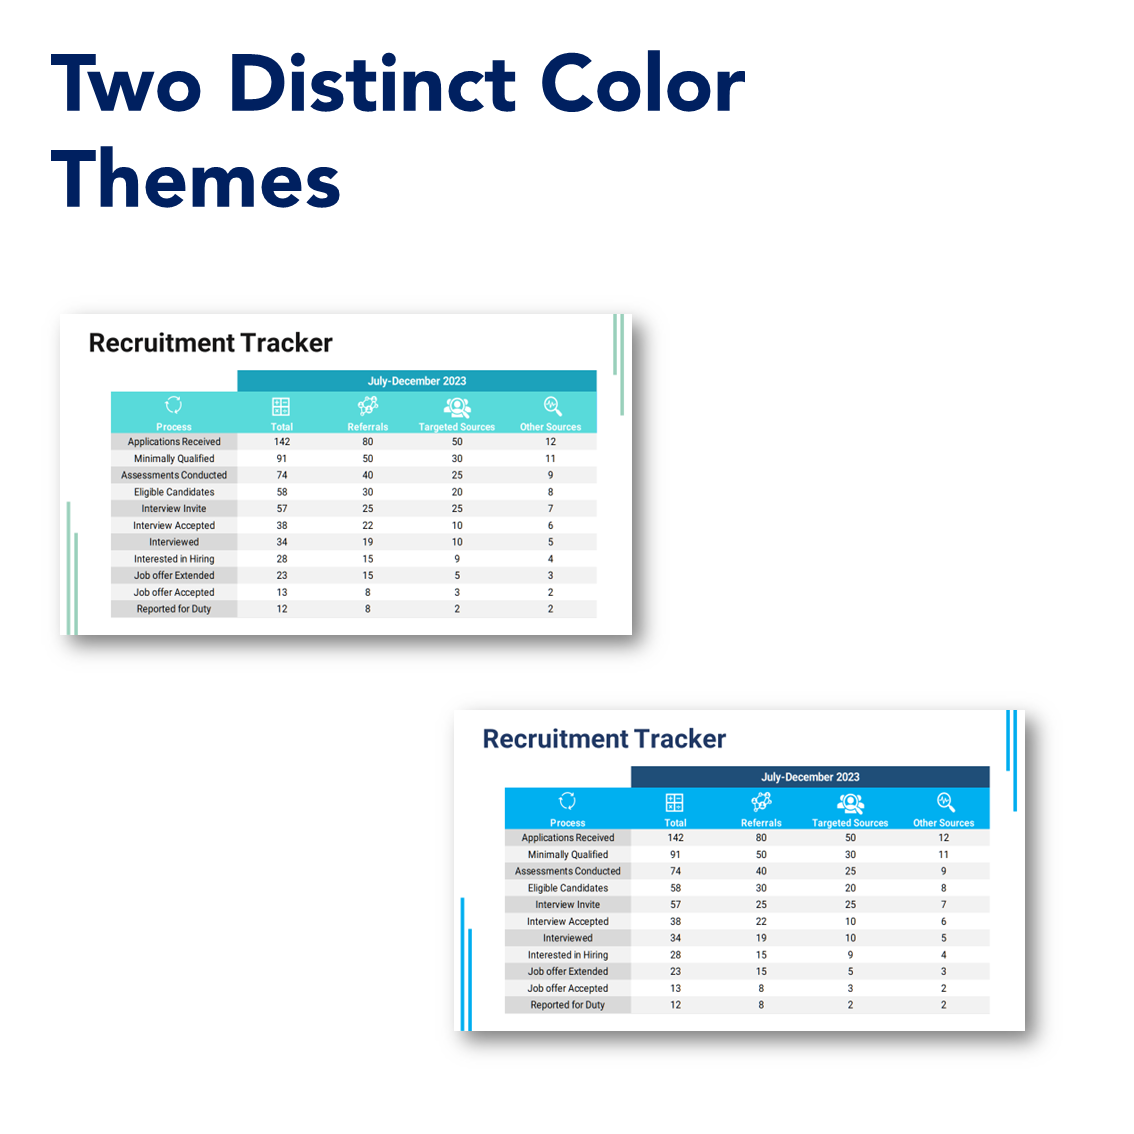 Two Distinct Color
Themes
Recruitment Tracker
July-December 2023
Process Total Referrals Targeted Sources Other Sources
Applications Received 142 80 50 12
Minimally Qualified 91 50 30 11
Assessments Conducted 74 40 25 9
Eligible Candidates 58 30 20 8
Interview Invite 57 25 25 7
Interview Accepted 38 22 10 6
Interviewed 34 19 10 5
Interested in Hiring 28 15 9 4
Job offer Extended 23 15 5 3
Job offer Accepted 13 8 3 2
Reported for Duty 12 8 2 2
Recruitment Tracker
July-December 2023
Process Total Referrals Targeted Sources Other Sources
Applications Received 142 80 50 12
Minimally Qualified 91 50 30 11
Assessments Conducted 74 40 25 9
Eligible Candidates 58 30 20 8
Interview Invite 57 25 25 7
Interview Accepted 38 22 10 6
Interviewed 34 19 10 5
Interested in Hiring 28 15 9 4
Job offer Extended 23 15 5 3
Job offer Accepted 13 8 3 2
Reported for Duty 12 8 2 2